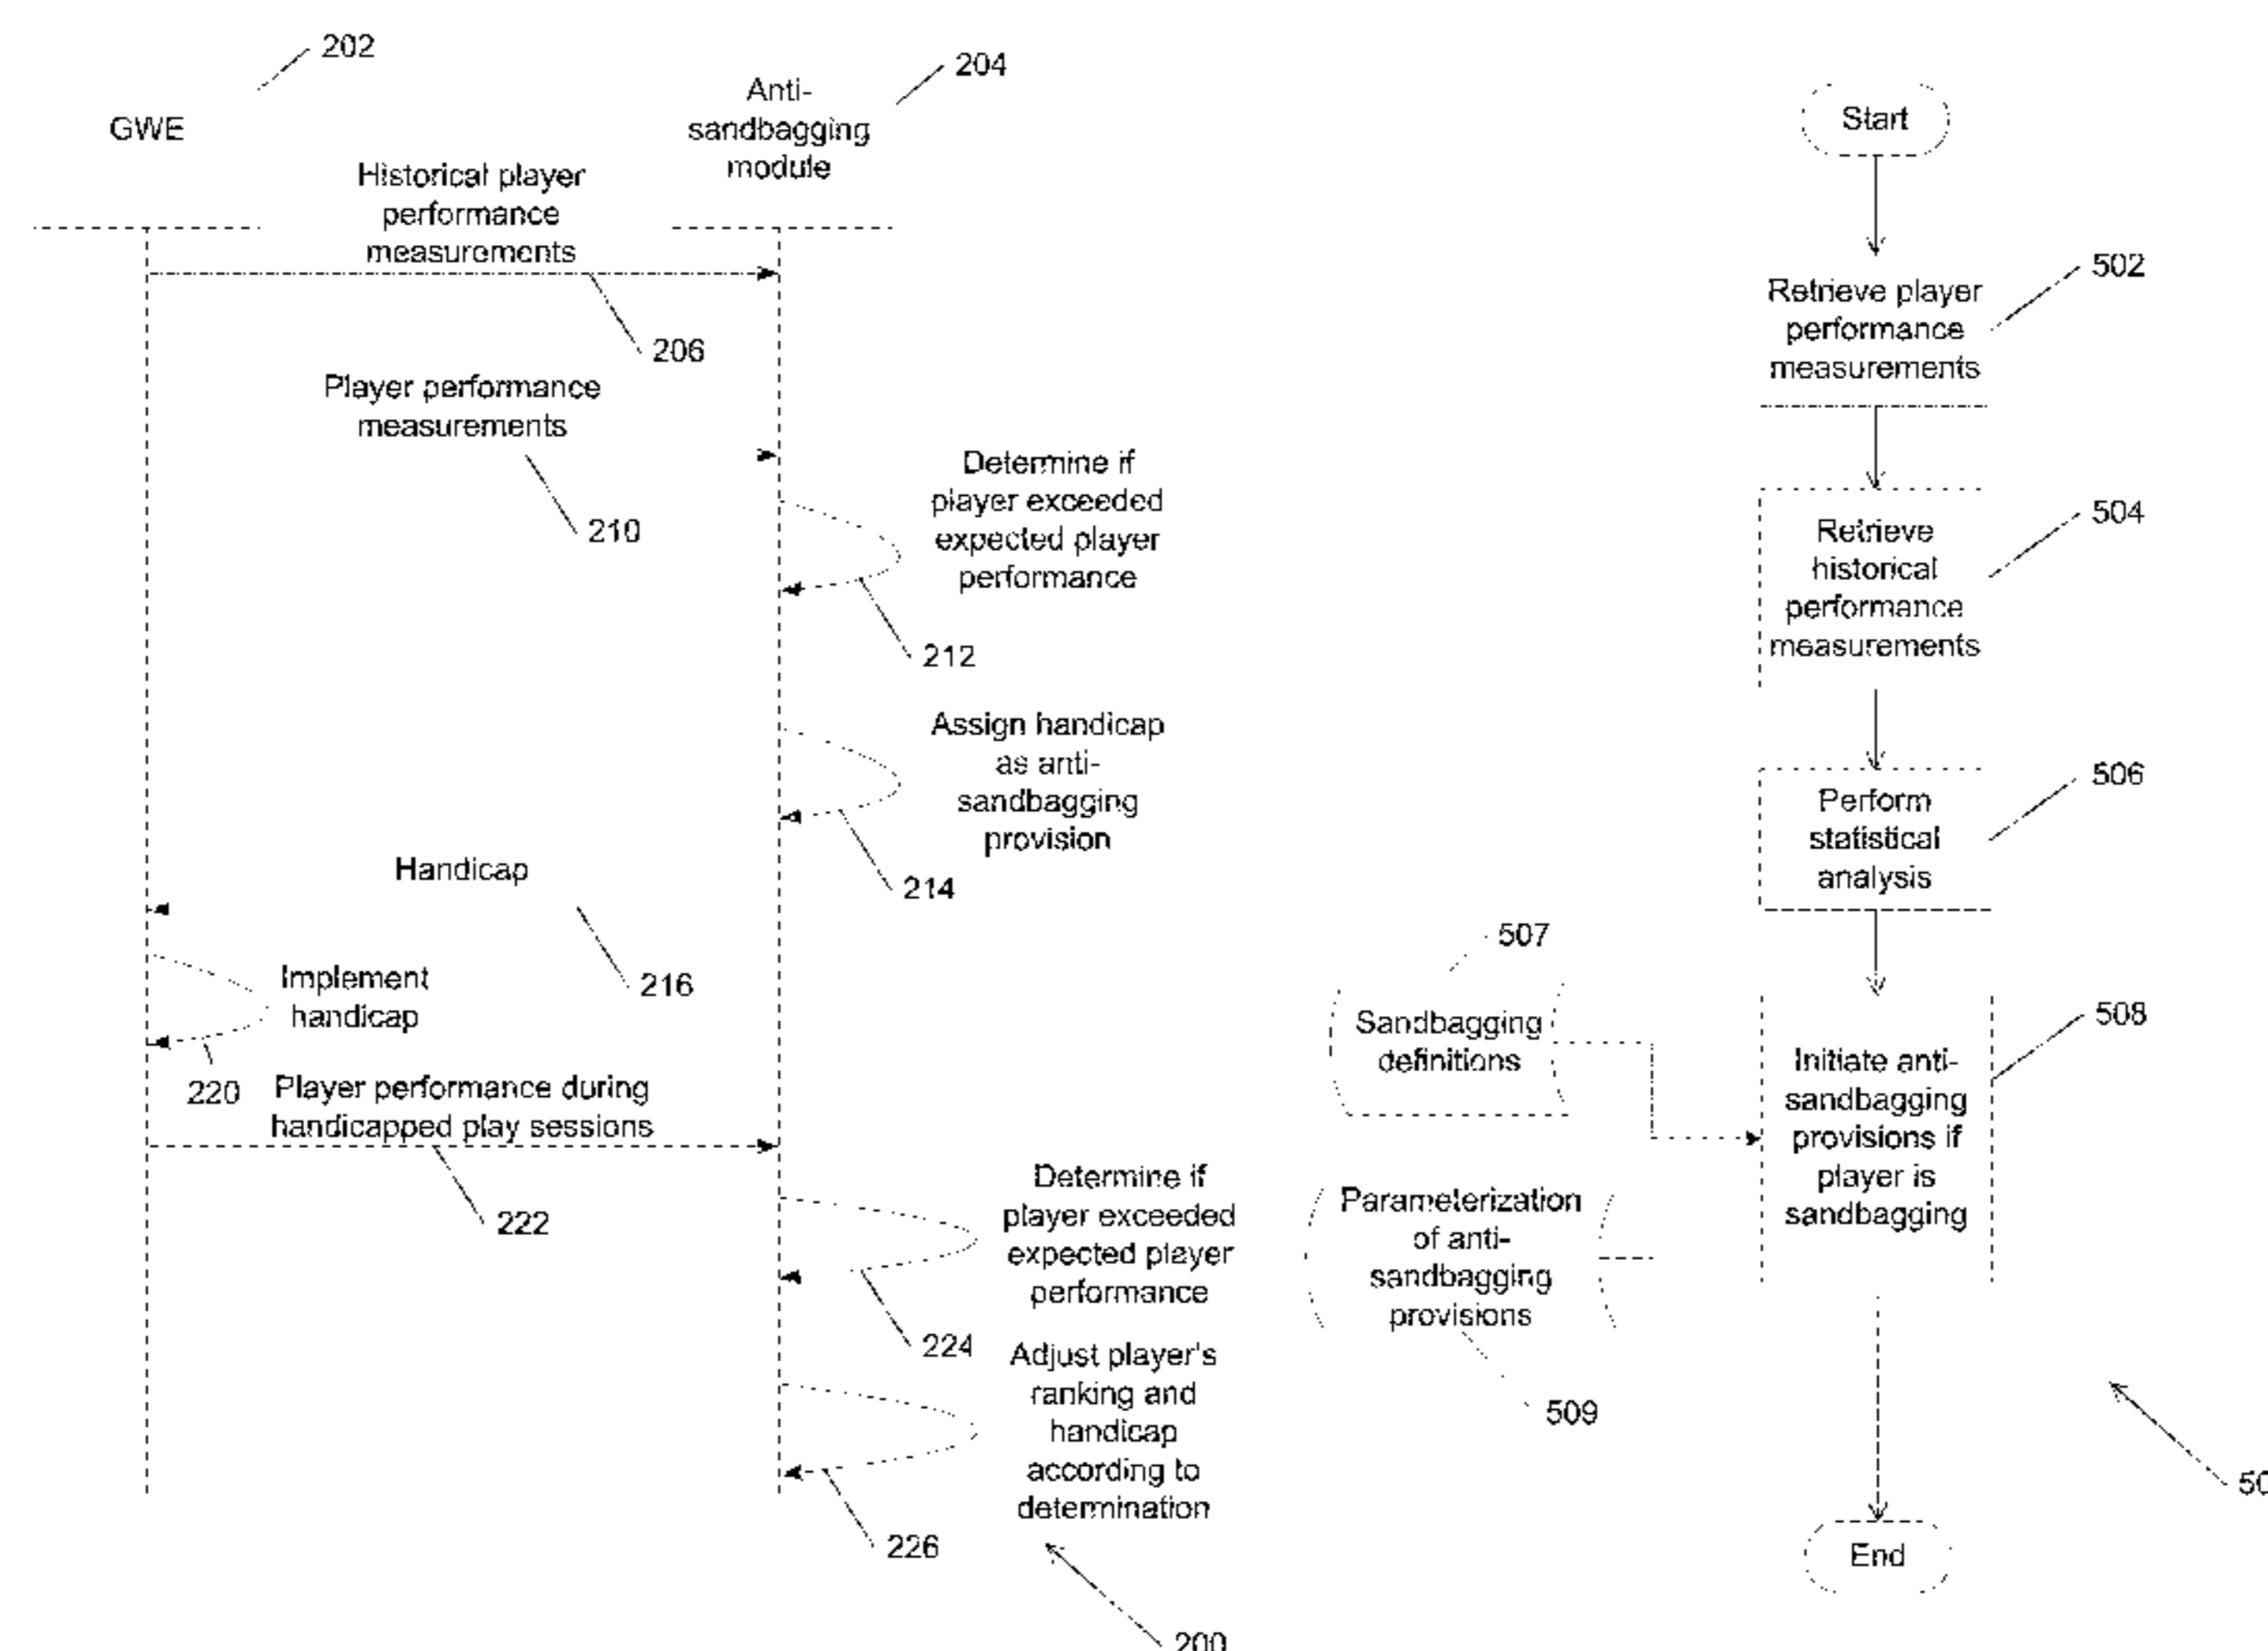 202
GWE
204
Anti-
sandbagging
module
Historical player
performance
measurements
206
Player performance
measurements
210
Determine if
player exceeded
expected player
performance
212
Assign handicap
as anti-
sandbagging
provision
214
Handicap
216
Implement
handicap
220
Player performance during
handicapped play sessions
222
Determine if
player exceeded
expected player
performance
224
Adjust player's
ranking and
handicap
according to
determination
226
200
Start
Retrieve player
performance
measurements
502
Retrieve
historical
performance
measurements
504
Perform
statistical
analysis
506
507
Sandbagging
definitions
Initiate anti-
sandbagging
provisions if
player is
sandbagging
508
Parameterization
of anti-
sandbagging
provisions
509
End